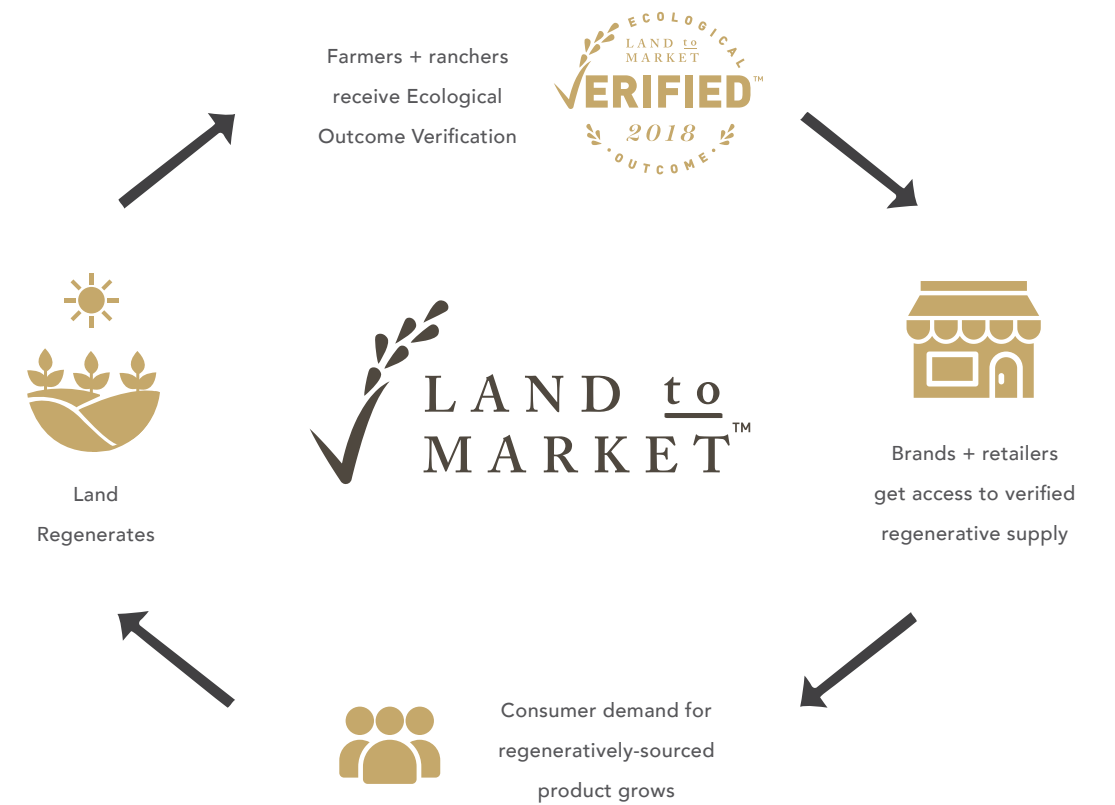 Farmers + ranchers
receive Ecological
Outcome Verification
ECOLOGICAL
LAND to
MARKET
VERIFIED™
2018
• OUTCOME •
Brands + retailers
get access to verified
regenerative supply
Consumer demand for
regeneratively-sourced
product grows
Land
Regenerates
LAND to
MARKET™